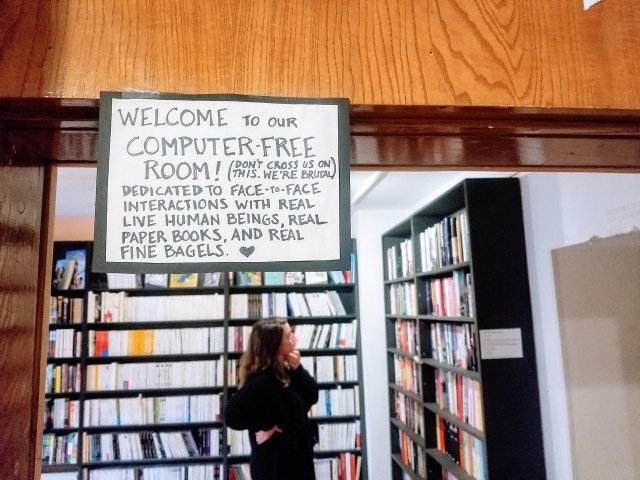 WELCOME TO OUR
COMPUTER-FREE
ROOM! (DON'T CROSS US ON
THIS. WE'RE BRUTAL)
DEDICATED TO FACE-TO-FACE
INTERACTIONS WITH REAL
LIVE HUMAN BEINGS, REAL
PAPER BOOKS, AND REAL
FINE BAGELS. ♥